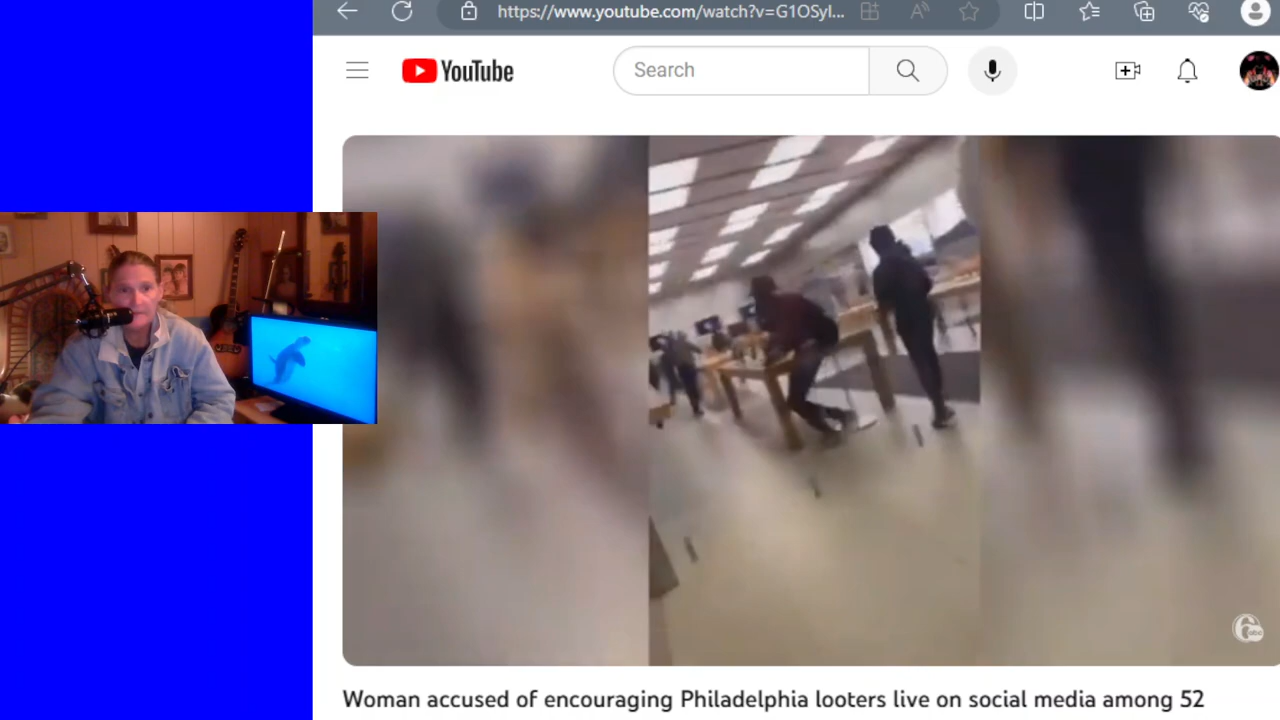 https://www.youtube.com/watch?v=G1OSyl...
YouTube
Search
6abc
Woman accused of encouraging Philadelphia looters live on social media among 52